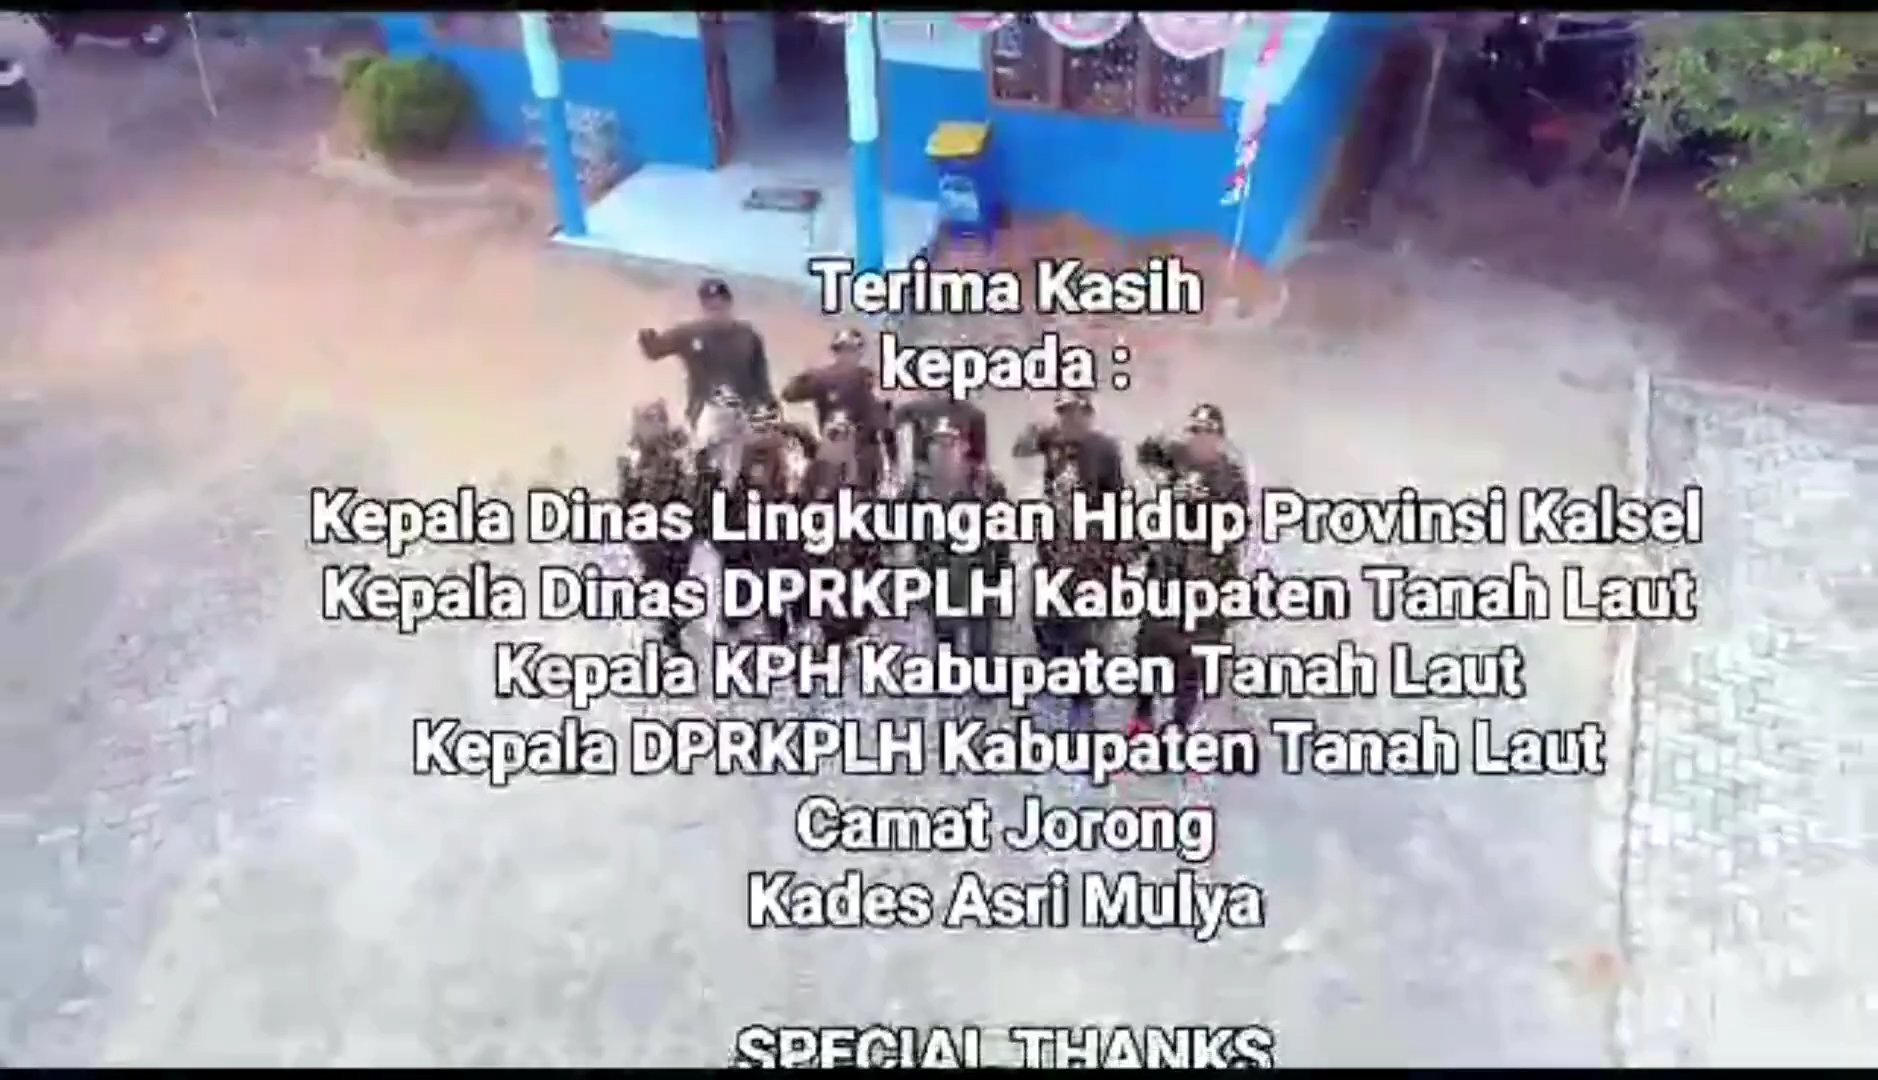 Terima Kasih
kepada :
Kepala Dinas Lingkungan Hidup Provinsi Kalsel
Kepala Dinas DPRKPLH Kabupaten Tanah Laut
Kepala KPH Kabupaten Tanah Laut
Kepala DPRKPLH Kabupaten Tanah Laut
Camat Jorong
Kades Asri Mulya
SPECIAL THANKS